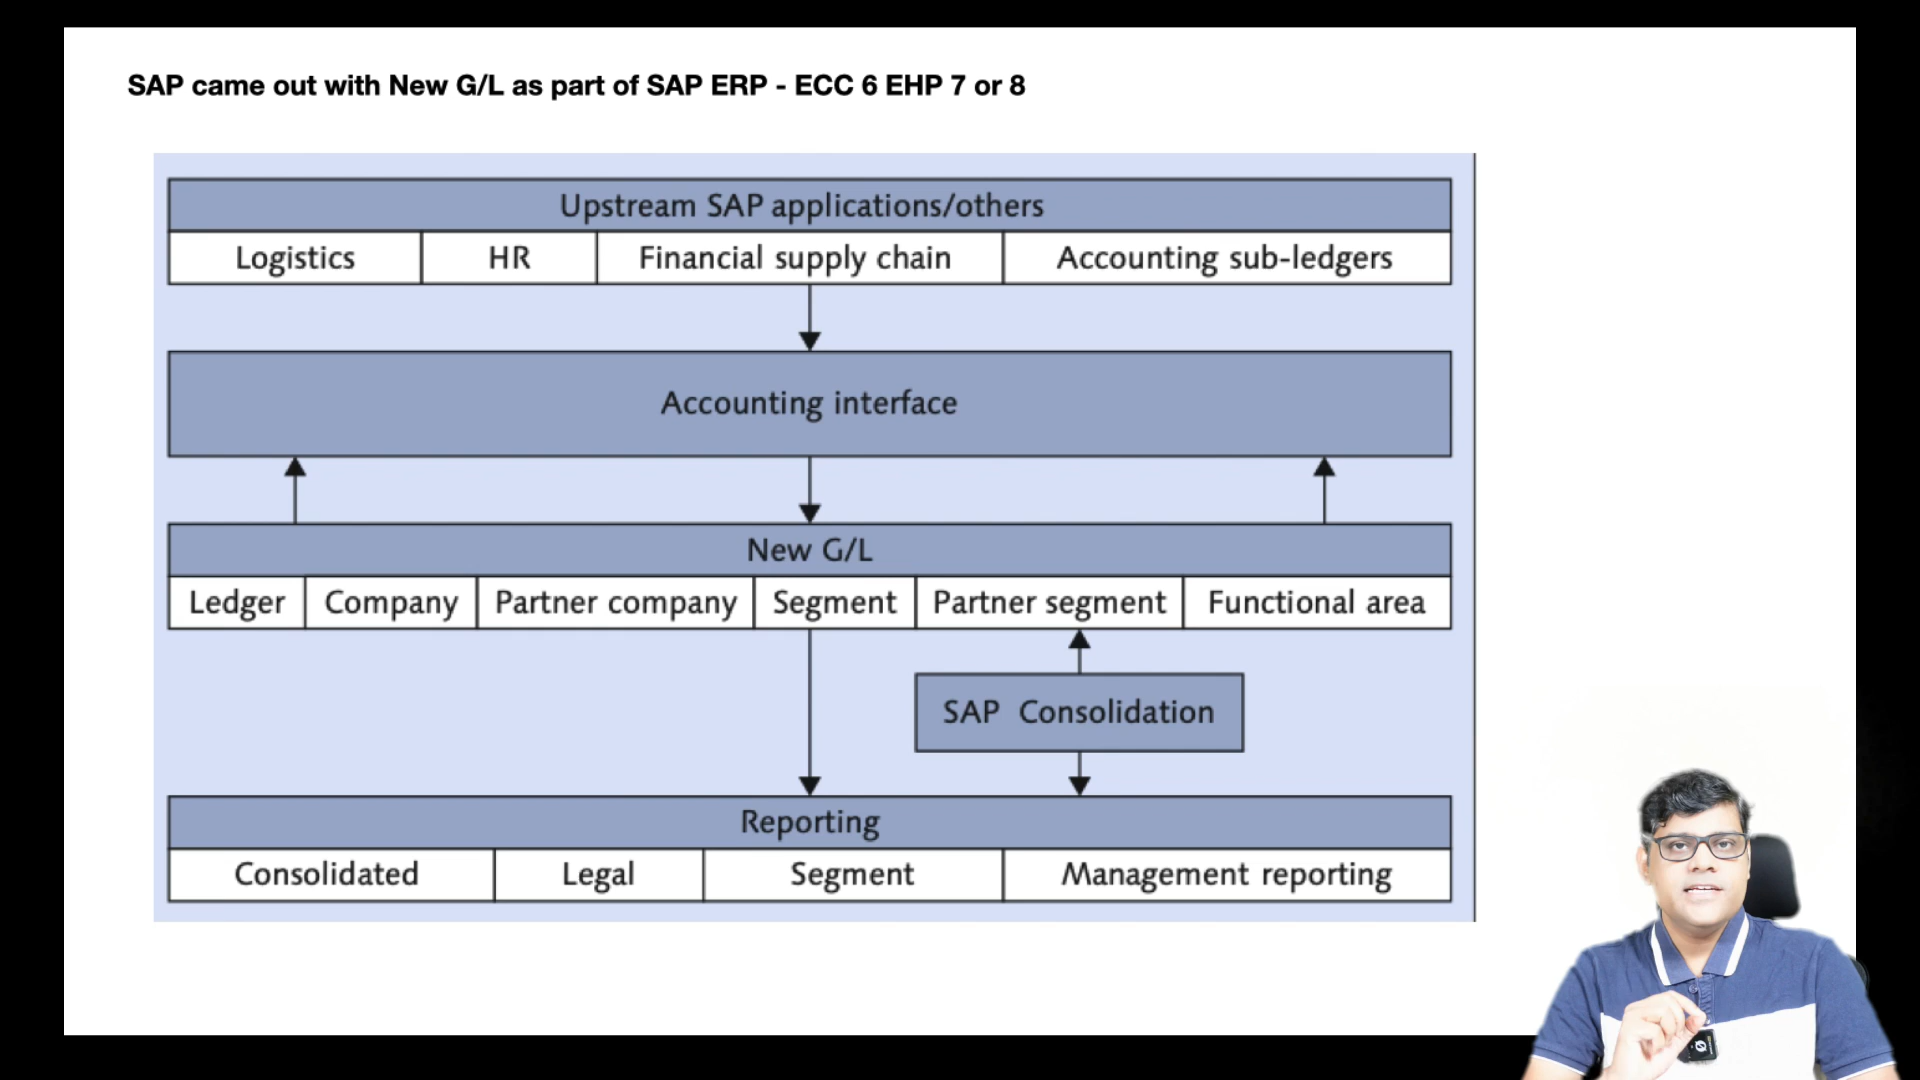 SAP came out with New G/L as part of SAP ERP - ECC 6 EHP 7 or 8
Upstream SAP applications/others
Logistics HR Financial supply chain Accounting sub-ledgers
Accounting interface
New G/L
Ledger Company Partner company Segment Partner segment Functional area
SAP Consolidation
Reporting
Consolidated Legal Segment Management reporting